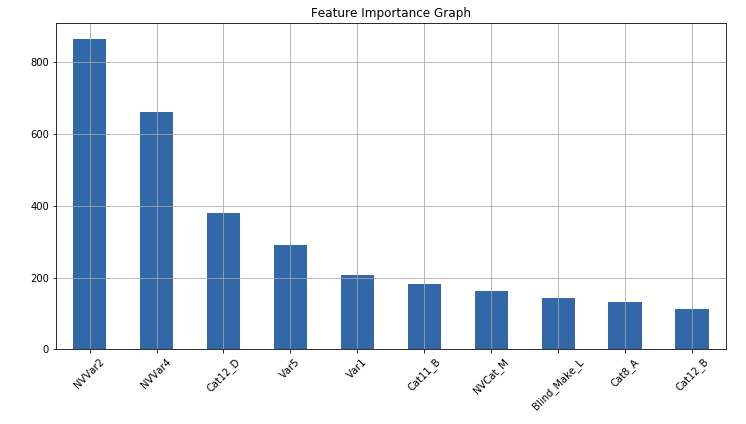 Feature Importance Graph
800
600
400
200
0
NVVar2
NVVar4
Cat12_D
Var5
Var1
Cat11_B
NVCat_M
Blind_Make_L
Cat8_A
Cat12_B